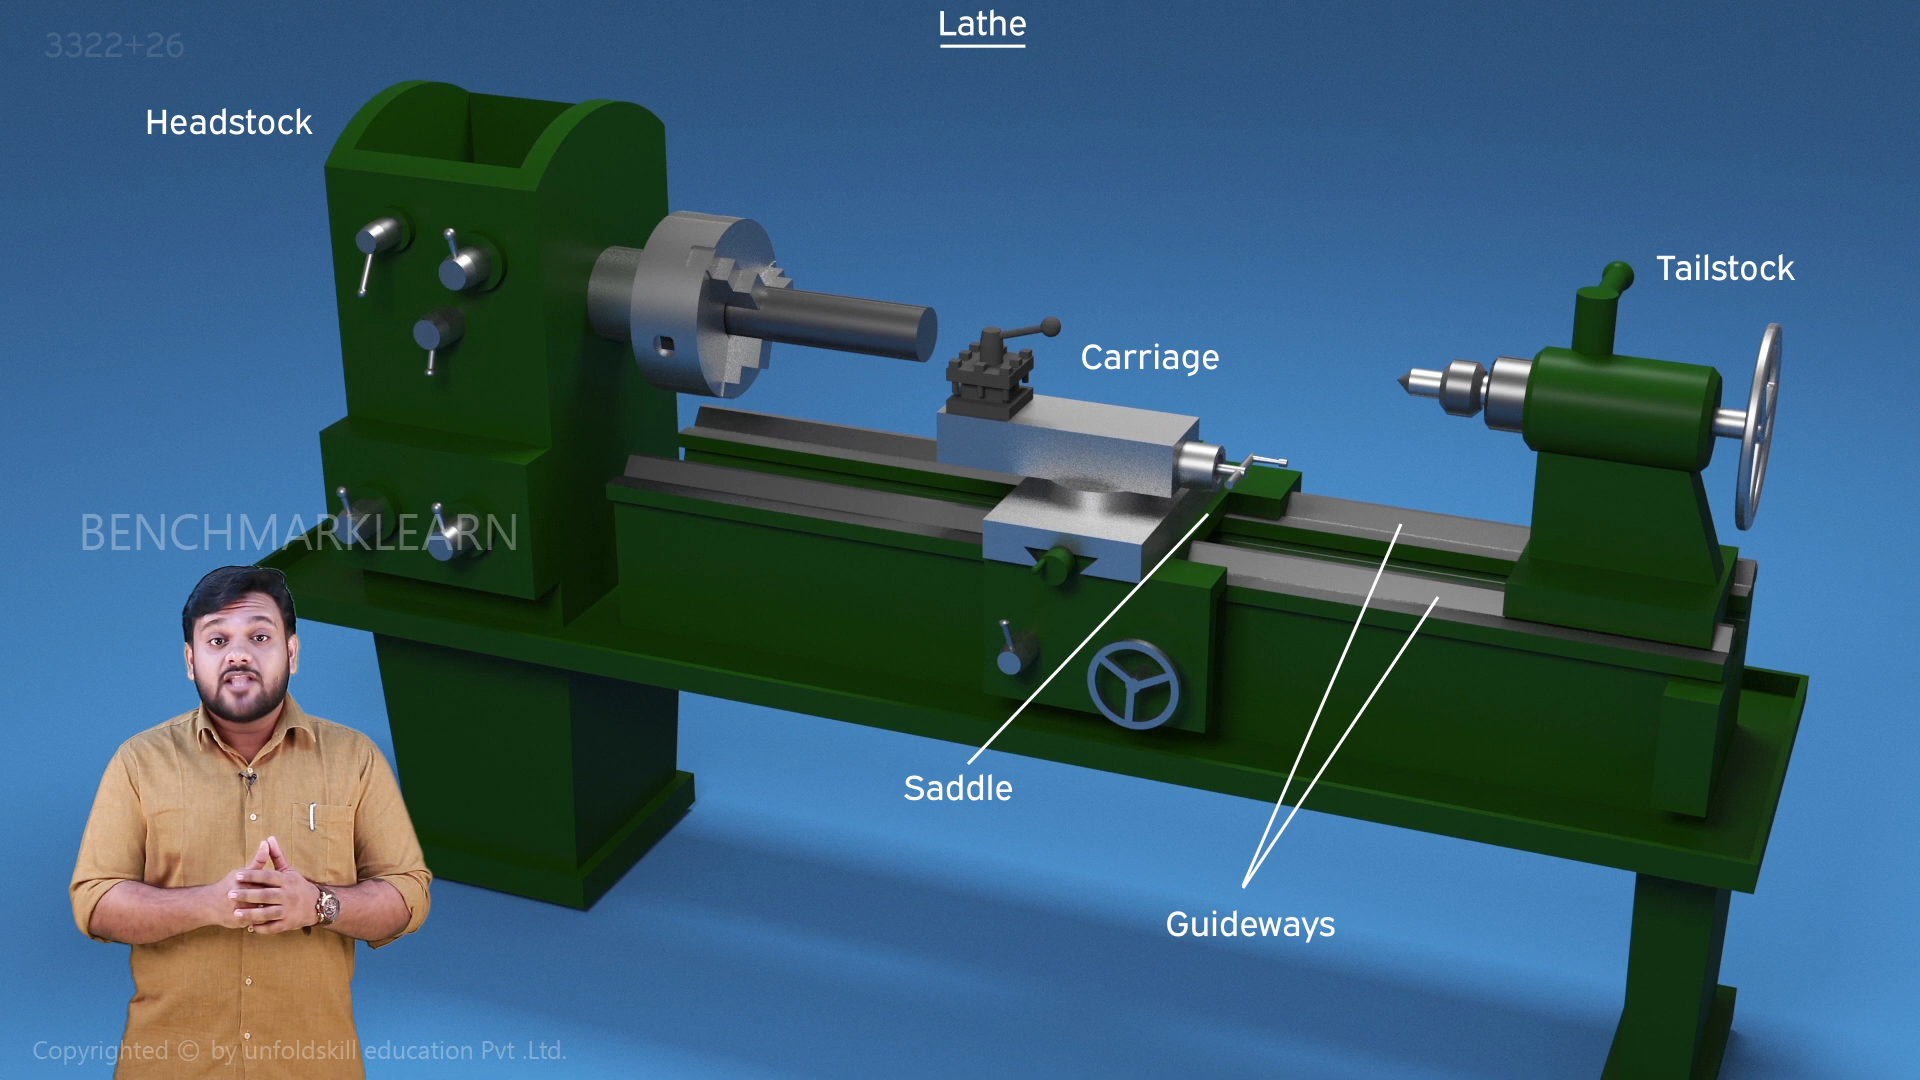 Lathe
3322+26
Headstock
Tailstock
Carriage
BENCHMARKLEARN
Saddle
Guideways
Copyrighted © by unfoldskill education Pvt .Ltd.